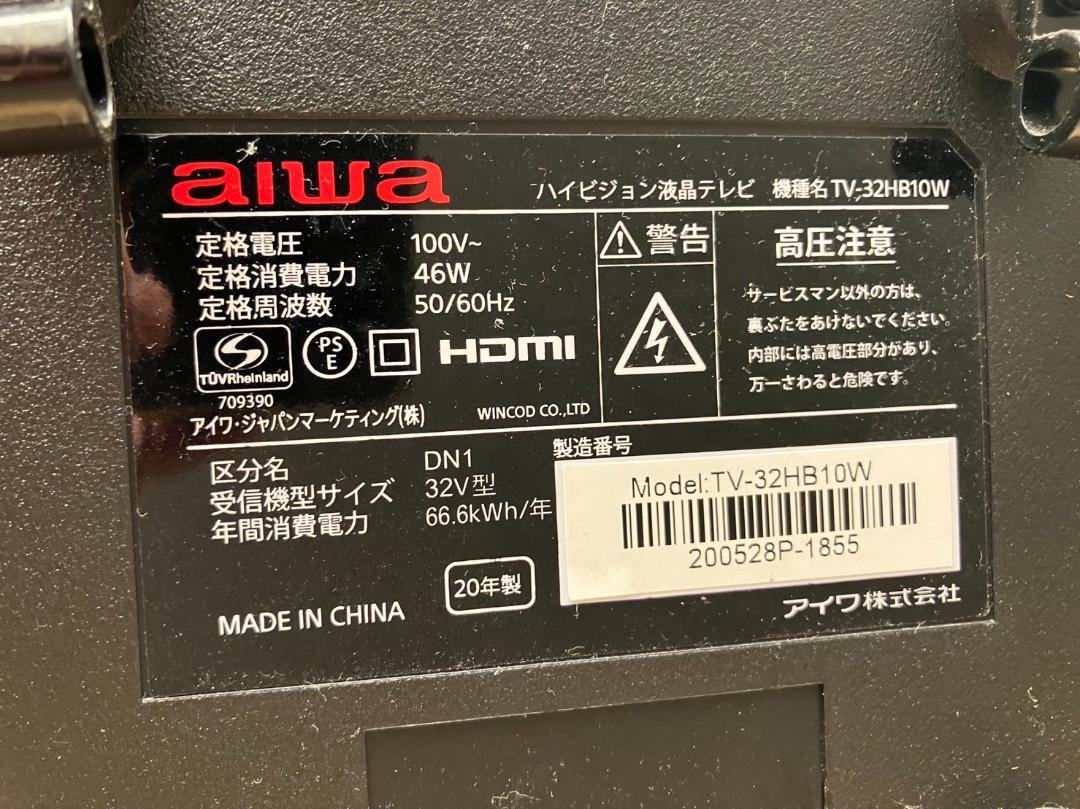 aiwa
ハイビジョン液晶テレビ 機種名 TV-32HB10W
定格電圧 100V~
定格消費電力 46W
定格周波数 50/60Hz
TÜVRheinland
709390
PS
E
HDMI
アイワ・ジャパンマーケティング(株)
WINCOD CO.,LTD
警告
高圧注意
サービスマン以外の方は、
裏ぶたをあけないでください。
内部には高電圧部分があり、
万一さわると危険です。
区分名 DN1
受信機型サイズ 32V型
年間消費電力 66.6kWh/年
製造番号
Model:TV-32HB10W
200528P-1855
20年製
MADE IN CHINA
アイワ株式会社